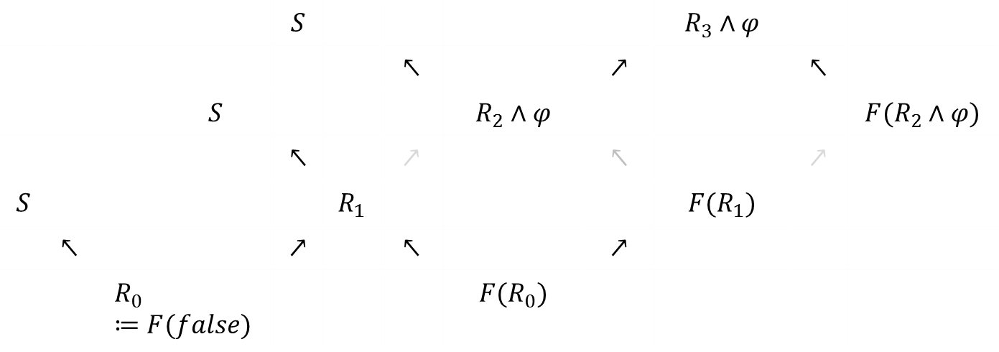 S R₃ ∧ φ
↖ ↗ ↖
S R₂ ∧ φ F(R₂ ∧ φ)
↖ ↗ ↖ ↗
S R₁ F(R₁)
↖ ↗ ↖ ↗
R₀ F(R₀)
≔ F(false)